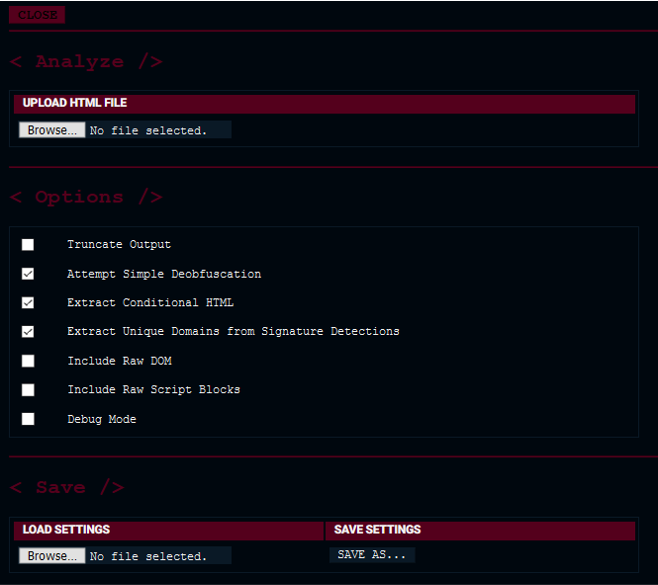 CLOSE
< Analyze />
UPLOAD HTML FILE
Browse... No file selected.
< Options />
Truncate Output
Attempt Simple Deobfuscation
Extract Conditional HTML
Extract Unique Domains from Signature Detections
Include Raw DOM
Include Raw Script Blocks
Debug Mode
< Save />
LOAD SETTINGS SAVE SETTINGS
Browse... No file selected. SAVE AS...